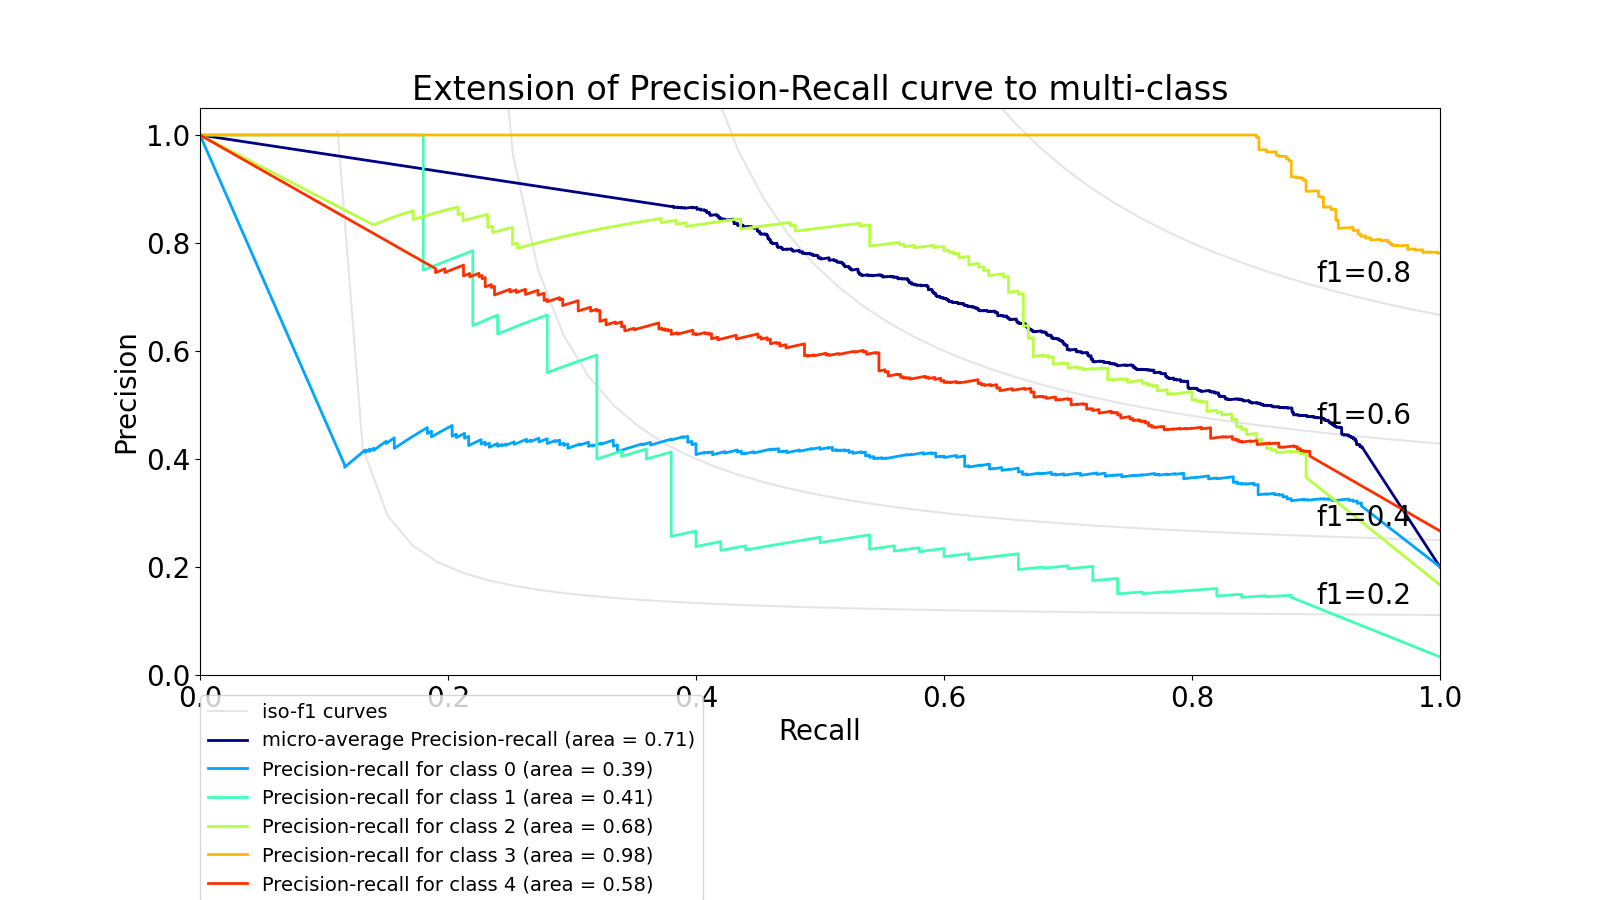 Extension of Precision-Recall curve to multi-class
1.0
0.8
0.6
0.4
0.2
0.0
Precision
f1=0.8
f1=0.6
f1=0.4
f1=0.2
0.0 0.2 0.4 0.6 0.8 1.0
Recall
iso-f1 curves
micro-average Precision-recall (area = 0.71)
Precision-recall for class 0 (area = 0.39)
Precision-recall for class 1 (area = 0.41)
Precision-recall for class 2 (area = 0.68)
Precision-recall for class 3 (area = 0.98)
Precision-recall for class 4 (area = 0.58)